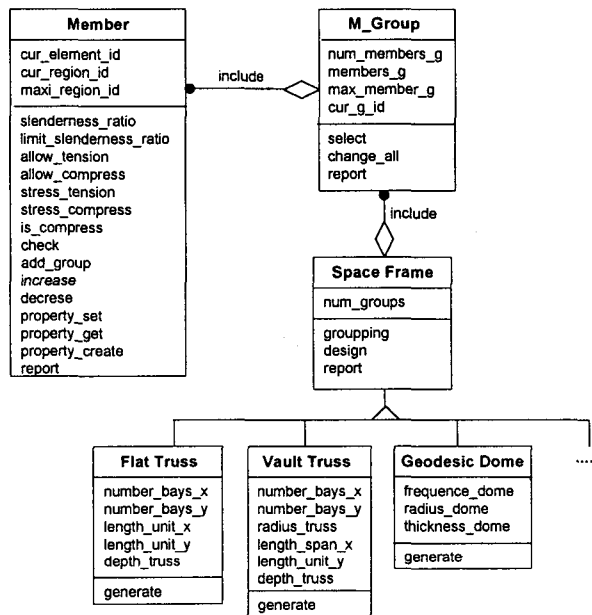 Member
cur_element_id
cur_region_id
maxi_region_id
slenderness_ratio
limit_slenderness_ratio
allow_tension
allow_compress
stress_tension
stress_compress
is_compress
check
add_group
increase
decrese
property_set
property_get
property_create
report
include
M_Group
num_members_g
members_g
max_member_g
cur_g_id
select
change_all
report
include
Space Frame
num_groups
groupping
design
report
Flat Truss
number_bays_x
number_bays_y
length_unit_x
length_unit_y
depth_truss
generate
Vault Truss
number_bays_x
number_bays_y
radius_truss
length_span_x
length_unit_y
depth_truss
generate
Geodesic Dome
frequence_dome
radius_dome
thickness_dome
generate
....